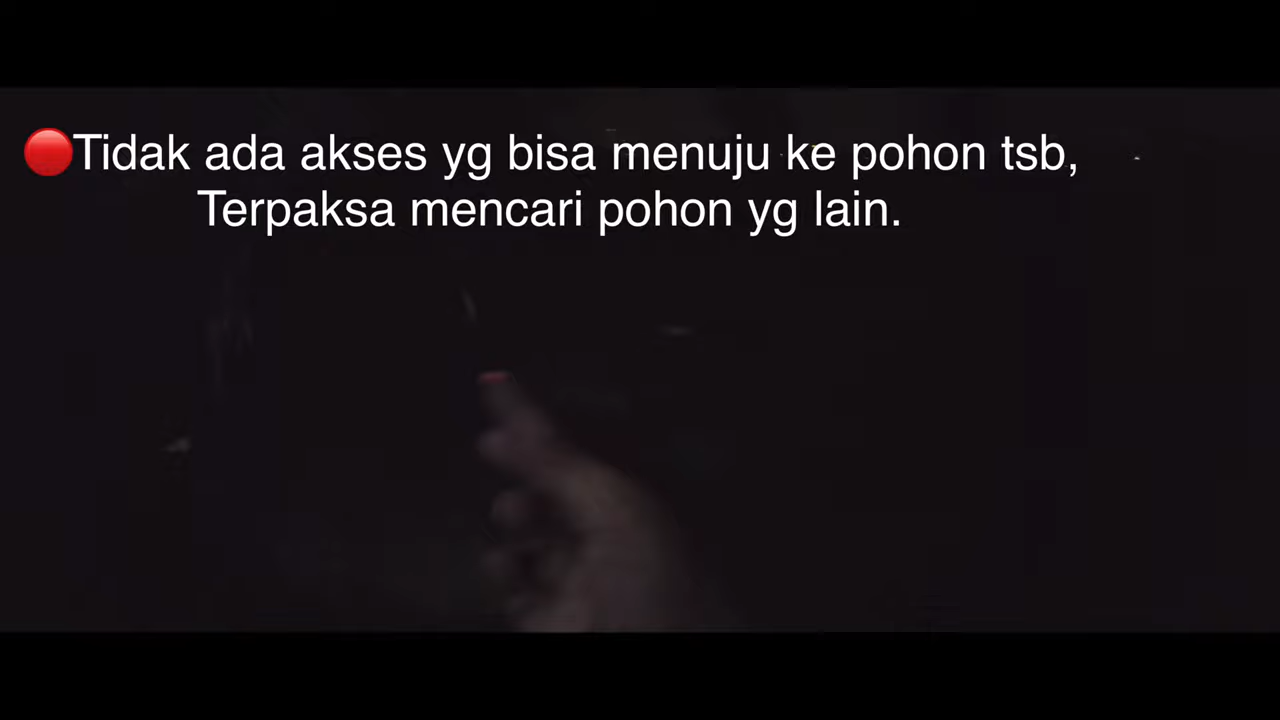 🔴Tidak ada akses yg bisa menuju ke pohon tsb,
Terpaksa mencari pohon yg lain.